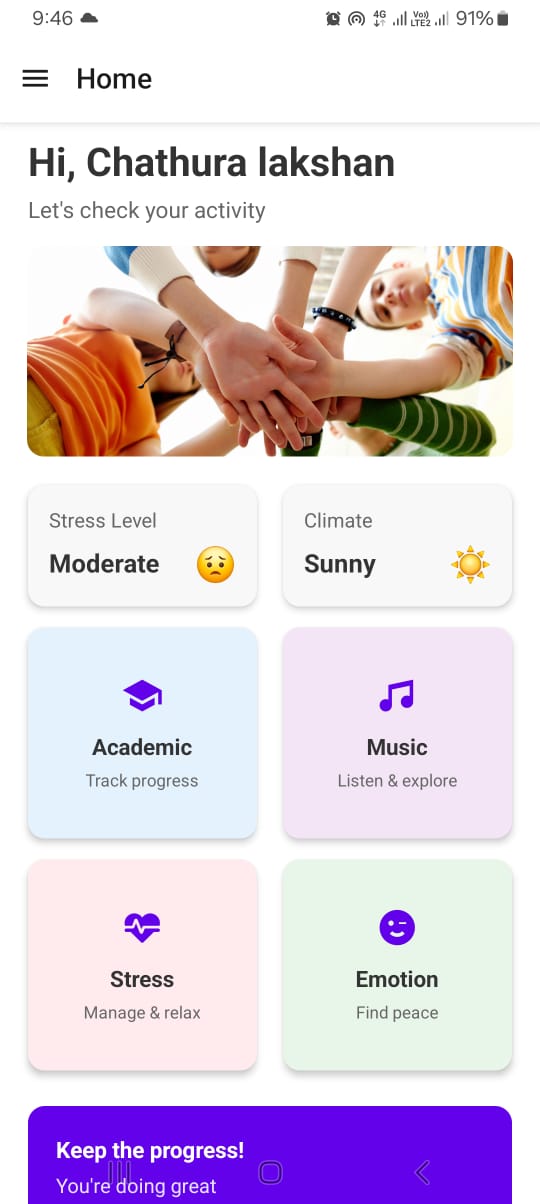 9:46 4G Vo)) LTE2 91%
Home
Hi, Chathura lakshan
Let's check your activity
Stress Level Climate
Moderate Sunny
Academic Music
Track progress Listen & explore
Stress Emotion
Manage & relax Find peace
Keep the progress!
You're doing great